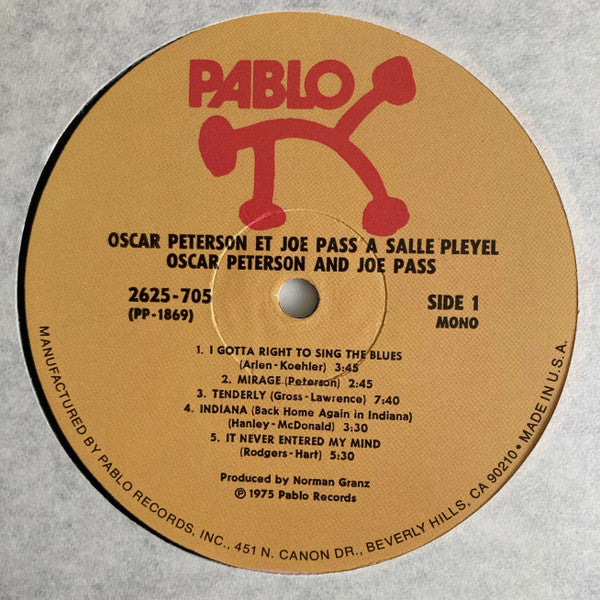 PABLO
OSCAR PETERSON ET JOE PASS A SALLE PLEYEL
OSCAR PETERSON AND JOE PASS
2625-705
(PP-1869)
SIDE 1
MONO
1. I GOTTA RIGHT TO SING THE BLUES
(Arlen-Koehler) 3:45
2. MIRAGE (Peterson) 2:45
3. TENDERLY (Gross-Lawrence) 7:40
4. INDIANA (Back Home Again in Indiana)
(Hanley-McDonald) 3:30
5. IT NEVER ENTERED MY MIND
(Rodgers-Hart) 5:30
Produced by Norman Granz
℗ 1975 Pablo Records
MANUFACTURED BY PABLO RECORDS, INC., 451 N. CANON DR., BEVERLY HILLS, CA 90210 • MADE IN U.S.A.